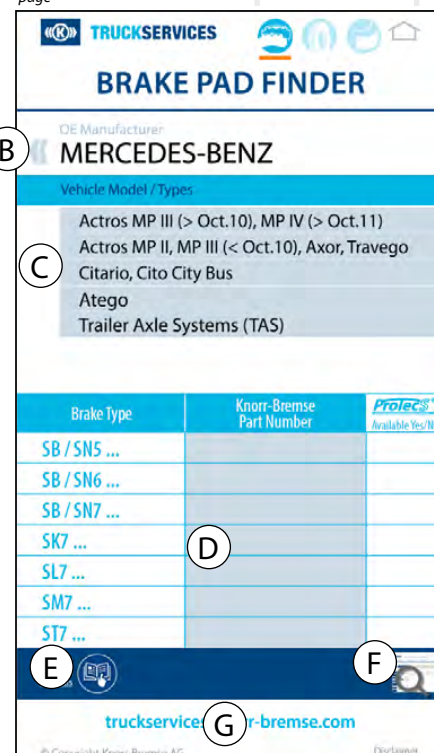 page
((K)) TRUCKSERVICES
BRAKE PAD FINDER
OE Manufacturer
B
MERCEDES-BENZ
Vehicle Model / Types
Actros MP III (> Oct.10), MP IV (> Oct.11)
Actros MP II, MP III (< Oct.10), Axor, Travego
C
Citario, Cito City Bus
Atego
Trailer Axle Systems (TAS)
Brake Type
Knorr-Bremse
Part Number
ProTecS
Available Yes/N
SB / SN5 ...
SB / SN6 ...
SB / SN7 ...
SK7 ...
D
SL7 ...
SM7 ...
ST7 ...
E
F
truckservice G r-bremse.com
© Copyright Knorr-Bremse AG
Disclaimer